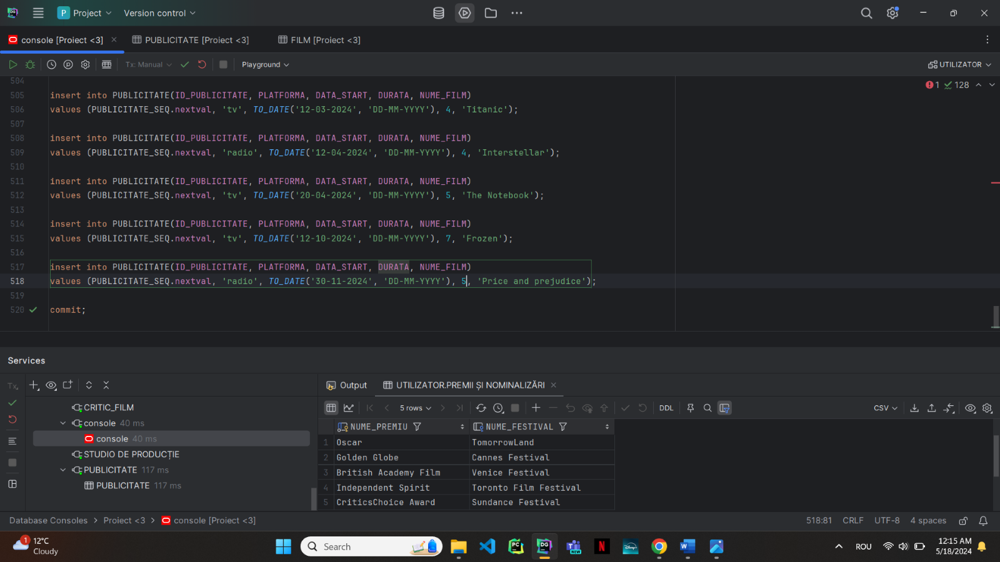 DG
P Project
Version control
console [Proiect <3]
PUBLICITATE [Proiect <3]
FILM [Proiect <3]
Tx: Manual
Playground
UTILIZATOR
504
1 128
505 insert into PUBLICITATE(ID_PUBLICITATE, PLATFORMA, DATA_START, DURATA, NUME_FILM)
506 values (PUBLICITATE_SEQ.nextval, 'tv', TO_DATE('12-03-2024', 'DD-MM-YYYY'), 4, 'Titanic');
507
508 insert into PUBLICITATE(ID_PUBLICITATE, PLATFORMA, DATA_START, DURATA, NUME_FILM)
509 values (PUBLICITATE_SEQ.nextval, 'radio', TO_DATE('12-04-2024', 'DD-MM-YYYY'), 4, 'Interstellar');
510
511 insert into PUBLICITATE(ID_PUBLICITATE, PLATFORMA, DATA_START, DURATA, NUME_FILM)
512 values (PUBLICITATE_SEQ.nextval, 'tv', TO_DATE('20-04-2024', 'DD-MM-YYYY'), 5, 'The Notebook');
513
514 insert into PUBLICITATE(ID_PUBLICITATE, PLATFORMA, DATA_START, DURATA, NUME_FILM)
515 values (PUBLICITATE_SEQ.nextval, 'tv', TO_DATE('12-10-2024', 'DD-MM-YYYY'), 7, 'Frozen');
516
517 insert into PUBLICITATE(ID_PUBLICITATE, PLATFORMA, DATA_START, DURATA, NUME_FILM)
518 values (PUBLICITATE_SEQ.nextval, 'radio', TO_DATE('30-11-2024', 'DD-MM-YYYY'), 5, 'Price and prejudice');
519
520 commit;
Services
Tx
CRITIC_FILM
console 40 ms
console 40 ms
STUDIO DE PRODUCȚIE
PUBLICITATE 117 ms
PUBLICITATE 117 ms
Output
UTILIZATOR.PREMII ȘI NOMINALIZĂRI
5 rows
DDL
CSV
NUME_PREMIU NUME_FESTIVAL
1 Oscar TomorrowLand
2 Golden Globe Cannes Festival
3 British Academy Film Venice Festival
4 Independent Spirit Toronto Film Festival
5 CriticsChoice Award Sundance Festival
Database Consoles > Proiect <3 > console [Proiect <3]
518:81 CRLF UTF-8 4 spaces
1
12°C
Cloudy
Search
PC
DG
NEW
N
Disney+
W
ROU
12:15 AM
5/18/2024